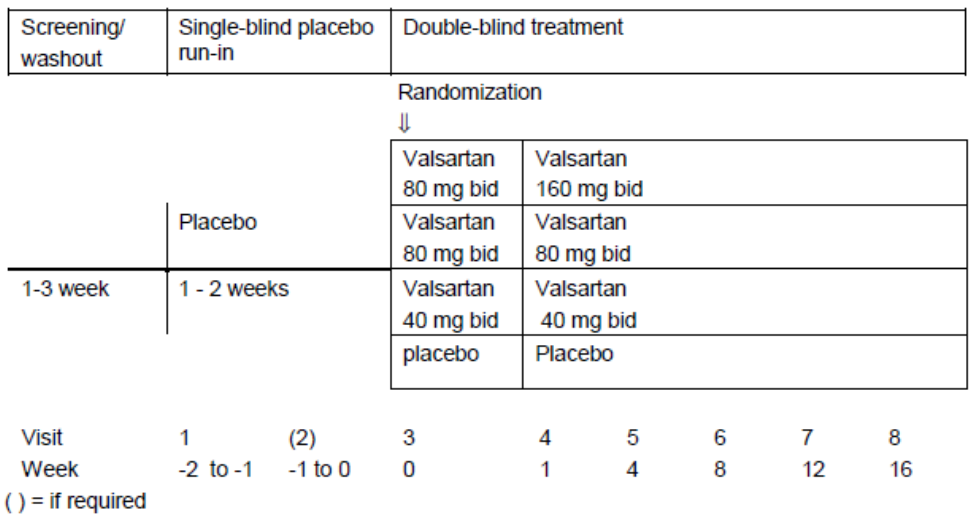 Screening/ Single-blind placebo Double-blind treatment
washout run-in
Randomization
⇓
Valsartan Valsartan
80 mg bid 160 mg bid
Placebo Valsartan Valsartan
80 mg bid 80 mg bid
1-3 week 1 - 2 weeks Valsartan Valsartan
40 mg bid 40 mg bid
placebo Placebo
Visit 1 (2) 3 4 5 6 7 8
Week -2 to -1 -1 to 0 0 1 4 8 12 16
( ) = if required